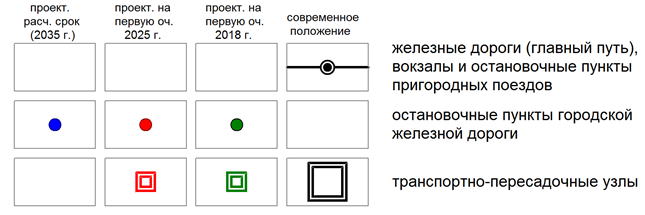 проект.
расч. срок
(2035 г.)
проект. на
первую оч.
2025 г.
проект. на
первую оч.
2018 г.
современное
положение
железные дороги (главный путь),
вокзалы и остановочные пункты
пригородных поездов
остановочные пункты городской
железной дороги
транспортно-пересадочные узлы